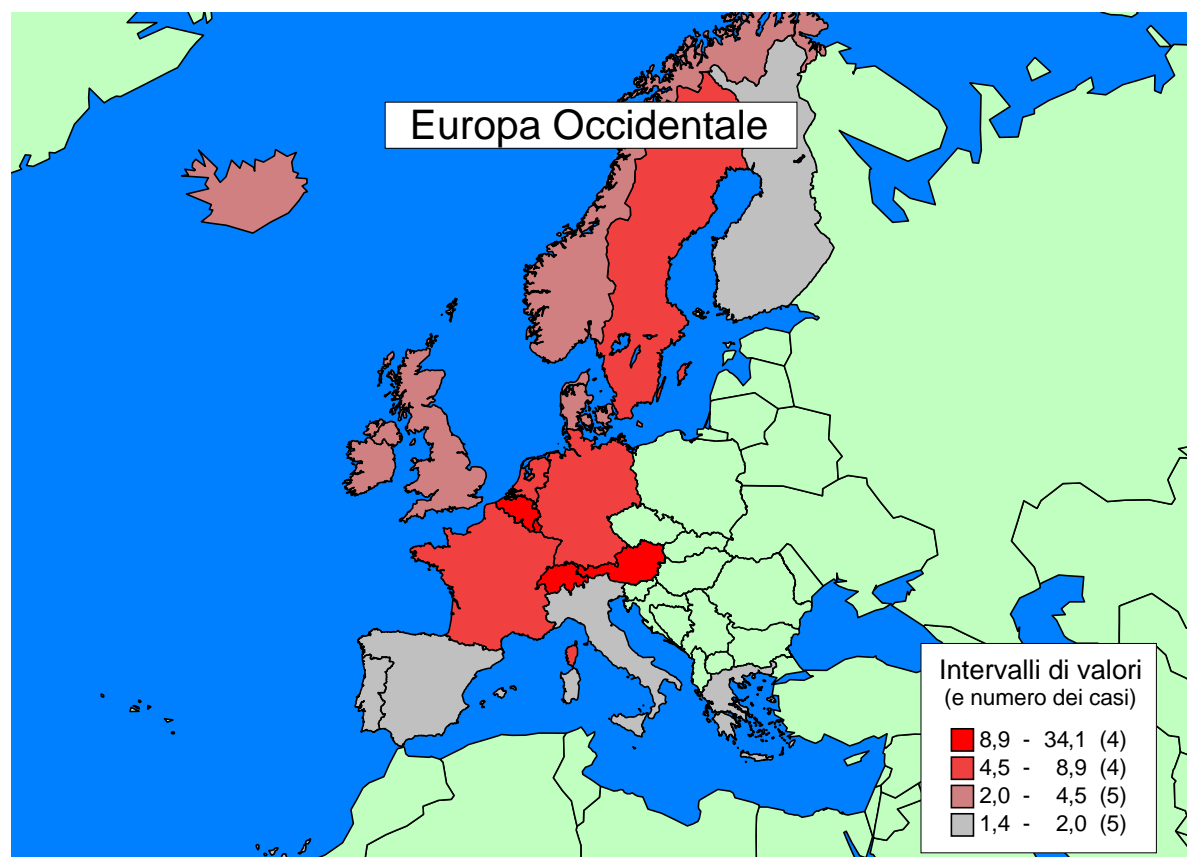 Europa Occidentale
Intervalli di valori
(e numero dei casi)
8,9 - 34,1 (4)
4,5 - 8,9 (4)
2,0 - 4,5 (5)
1,4 - 2,0 (5)